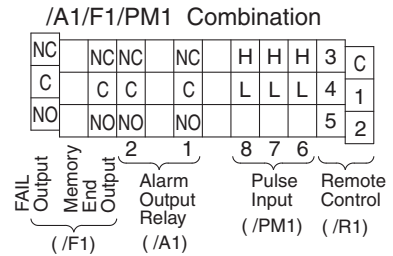 /A1/F1/PM1 Combination
NC NC NC NC H H H 3 C
C C C C L L L 4 1
NO NO NO NO 5 2
2 1 8 7 6
FAIL Output
Memory End Output
Alarm Output Relay
Pulse Input
Remote Control
( /F1)
( /A1)
( /PM1)
( /R1)